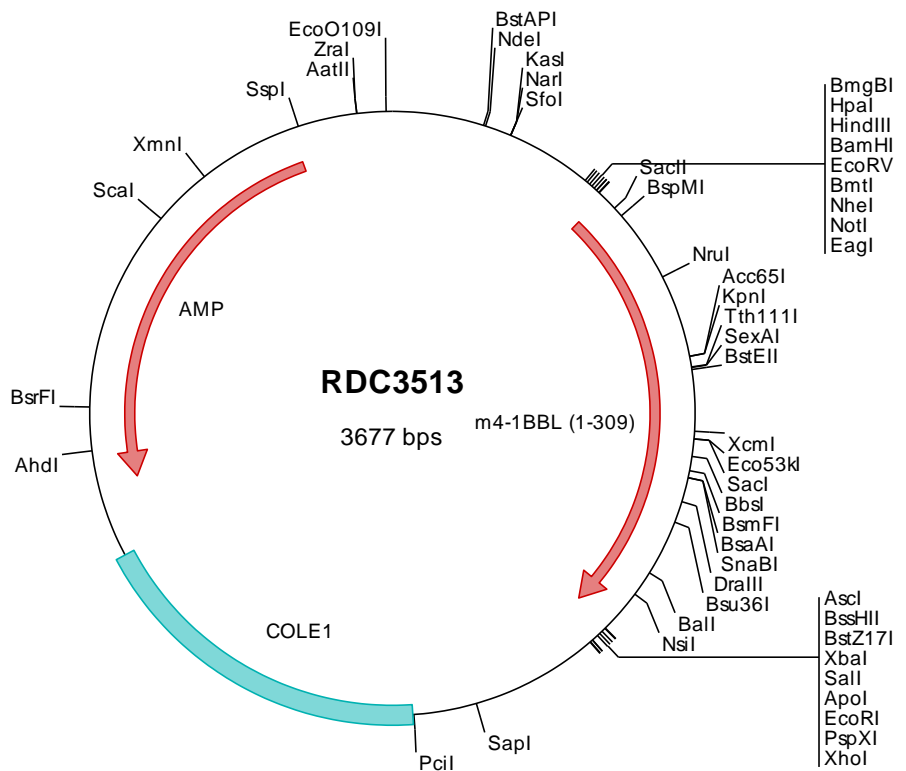 EcoO109I
ZraI
AatII
SspI
XmnI
ScaI
BstAPI
NdeI
KasI
NarI
SfoI
BmgBI
HpaI
HindIII
BamHI
EcoRV
BmtI
NheI
NotI
EagI
SacII
BspMI
NruI
Acc65I
KpnI
Tth111I
SexAI
BstEII
AMP
RDC3513
3677 bps
m4-1BBL (1-309)
BsrFI
AhdI
XcmI
Eco53kI
SacI
BbsI
BsmFI
BsaAI
SnaBI
DraIII
Bsu36I
BalI
NsiI
AscI
BssHII
BstZ17I
XbaI
SalI
ApoI
EcoRI
PspXI
XhoI
COLE1
SapI
PciI